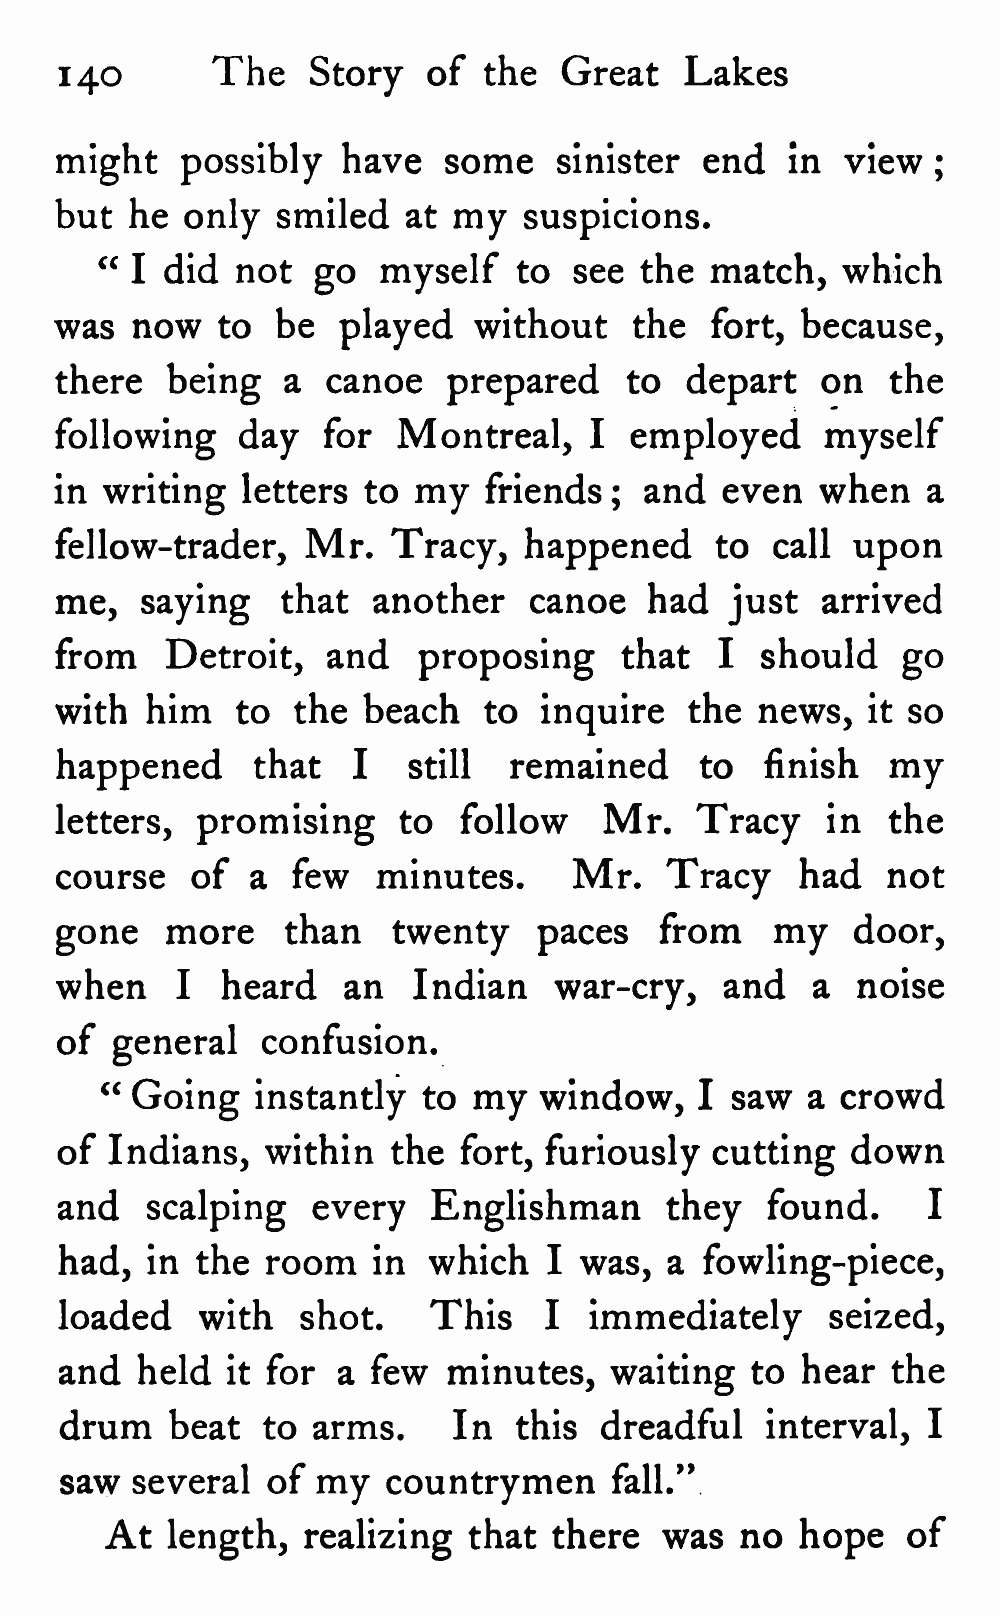 140 The Story of the Great Lakes
might possibly have some sinister end in view ;
but he only smiled at my suspicions.
“ I did not go myself to see the match, which
was now to be played without the fort, because,
there being a canoe prepared to depart on the
following day for Montreal, I employed myself
in writing letters to my friends ; and even when a
fellow-trader, Mr. Tracy, happened to call upon
me, saying that another canoe had just arrived
from Detroit, and proposing that I should go
with him to the beach to inquire the news, it so
happened that I still remained to finish my
letters, promising to follow Mr. Tracy in the
course of a few minutes. Mr. Tracy had not
gone more than twenty paces from my door,
when I heard an Indian war-cry, and a noise
of general confusion.
“ Going instantly to my window, I saw a crowd
of Indians, within the fort, furiously cutting down
and scalping every Englishman they found. I
had, in the room in which I was, a fowling-piece,
loaded with shot. This I immediately seized,
and held it for a few minutes, waiting to hear the
drum beat to arms. In this dreadful interval, I
saw several of my countrymen fall.”
At length, realizing that there was no hope of